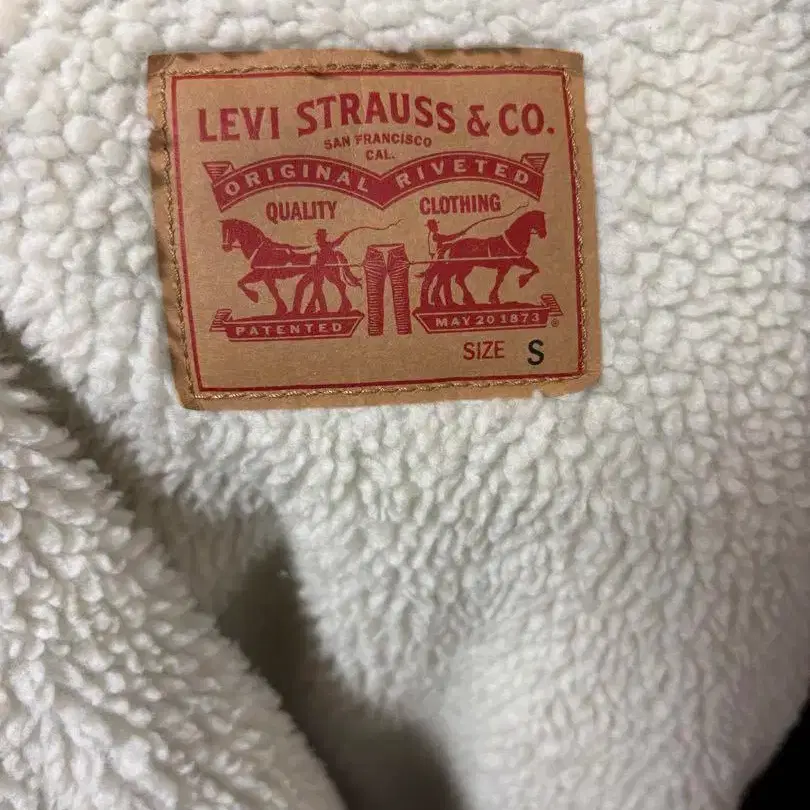 LEVI STRAUSS & CO.
SAN FRANCISCO
CAL.
ORIGINAL RIVETED
QUALITY CLOTHING
PATENTED MAY 20 1873 ®
SIZE S